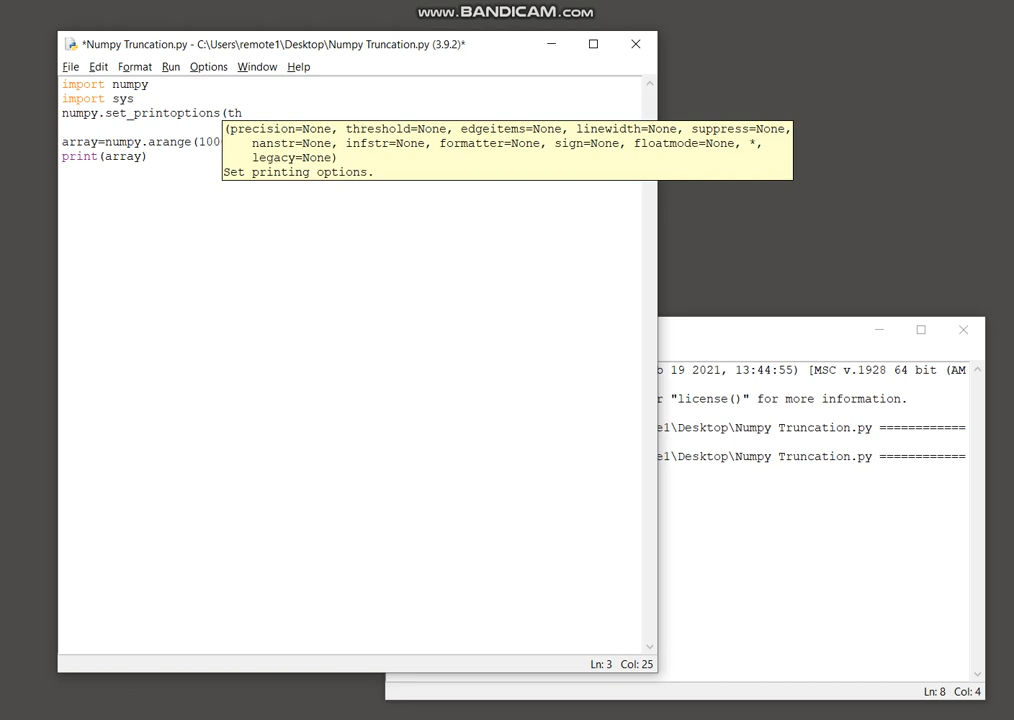 www.BANDICAM.com
*Numpy Truncation.py - C:\Users\remote1\Desktop\Numpy Truncation.py (3.9.2)*
File Edit Format Run Options Window Help
import numpy
import sys
numpy.set_printoptions(th
(precision=None, threshold=None, edgeitems=None, linewidth=None, suppress=None,
nanstr=None, infstr=None, formatter=None, sign=None, floatmode=None, *,
legacy=None)
Set printing options.
array=numpy.arange(100
print(array)
b 19 2021, 13:44:55) [MSC v.1928 64 bit (AM
r "license()" for more information.
e1\Desktop\Numpy Truncation.py ============
e1\Desktop\Numpy Truncation.py ============
Ln: 3 Col: 25
Ln: 8 Col: 4